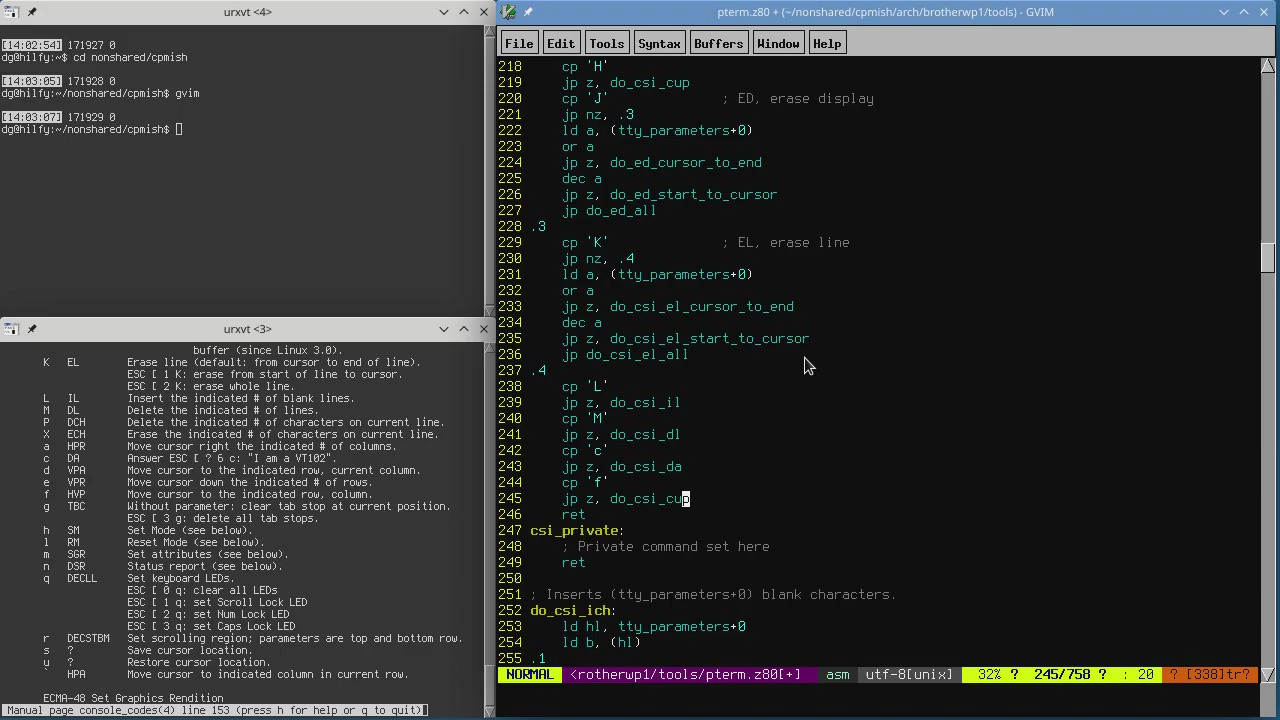 urxvt <4>
[14:02:54] 171927 0
dg@hilfy:~$ cd nonshared/cpmish
[14:03:05] 171928 0
dg@hilfy:~/nonshared/cpmish$ gvim
[14:03:07] 171929 0
dg@hilfy:~/nonshared/cpmish$
urxvt <3>
buffer (since Linux 3.0).
K EL Erase line (default: from cursor to end of line).
ESC [ 1 K: erase from start of line to cursor.
ESC [ 2 K: erase whole line.
L IL Insert the indicated # of blank lines.
M DL Delete the indicated # of lines.
P DCH Delete the indicated # of characters on current line.
X ECH Erase the indicated # of characters on current line.
a HPR Move cursor right the indicated # of columns.
c DA Answer ESC [ ? 6 c: "I am a VT102".
d VPA Move cursor to the indicated row, current column.
e VPR Move cursor down the indicated # of rows.
f HVP Move cursor to the indicated row, column.
g TBC Without parameter: clear tab stop at current position.
ESC [ 3 g: delete all tab stops.
h SM Set Mode (see below).
l RM Reset Mode (see below).
m SGR Set attributes (see below).
n DSR Status report (see below).
q DECLL Set keyboard LEDs.
ESC [ 0 q: clear all LEDs
ESC [ 1 q: set Scroll Lock LED
ESC [ 2 q: set Num Lock LED
ESC [ 3 q: set Caps Lock LED
r DECSTBM Set scrolling region; parameters are top and bottom row.
s ? Save cursor location.
u ? Restore cursor location.
` HPA Move cursor to indicated column in current row.
ECMA-48 Set Graphics Rendition
Manual page console_codes(4) line 153 (press h for help or q to quit)
pterm.z80 + (~/nonshared/cpmish/arch/brotherwp1/tools) - GVIM
File Edit Tools Syntax Buffers Window Help
218 cp 'H'
219 jp z, do_csi_cup
220 cp 'J' ; ED, erase display
221 jp nz, .3
222 ld a, (tty_parameters+0)
223 or a
224 jp z, do_ed_cursor_to_end
225 dec a
226 jp z, do_ed_start_to_cursor
227 jp do_ed_all
228 .3
229 cp 'K' ; EL, erase line
230 jp nz, .4
231 ld a, (tty_parameters+0)
232 or a
233 jp z, do_csi_el_cursor_to_end
234 dec a
235 jp z, do_csi_el_start_to_cursor
236 jp do_csi_el_all
237 .4
238 cp 'L'
239 jp z, do_csi_il
240 cp 'M'
241 jp z, do_csi_dl
242 cp 'c'
243 jp z, do_csi_da
244 cp 'f'
245 jp z, do_csi_cup
246 ret
247 csi_private:
248 ; Private command set here
249 ret
250
251 ; Inserts (tty_parameters+0) blank characters.
252 do_csi_ich:
253 ld hl, tty_parameters+0
254 ld b, (hl)
255 .1
NORMAL <rotherwp1/tools/pterm.z80[+] asm utf-8[unix] 32% ? 245/758 ? : 20 ? [338]tr?